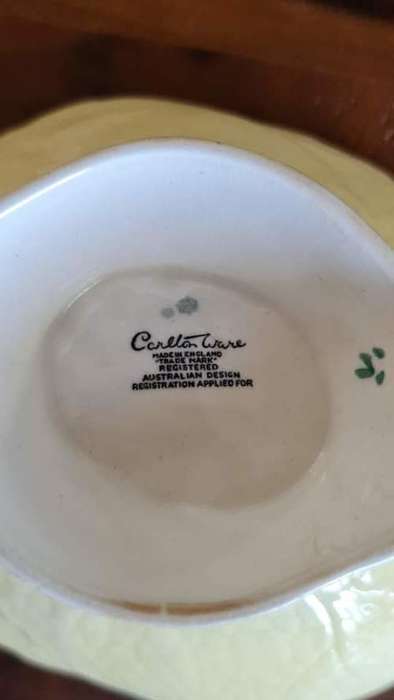 Carlton Ware
MADE IN ENGLAND
"TRADE MARK"
REGISTERED
AUSTRALIAN DESIGN
REGISTRATION APPLIED FOR